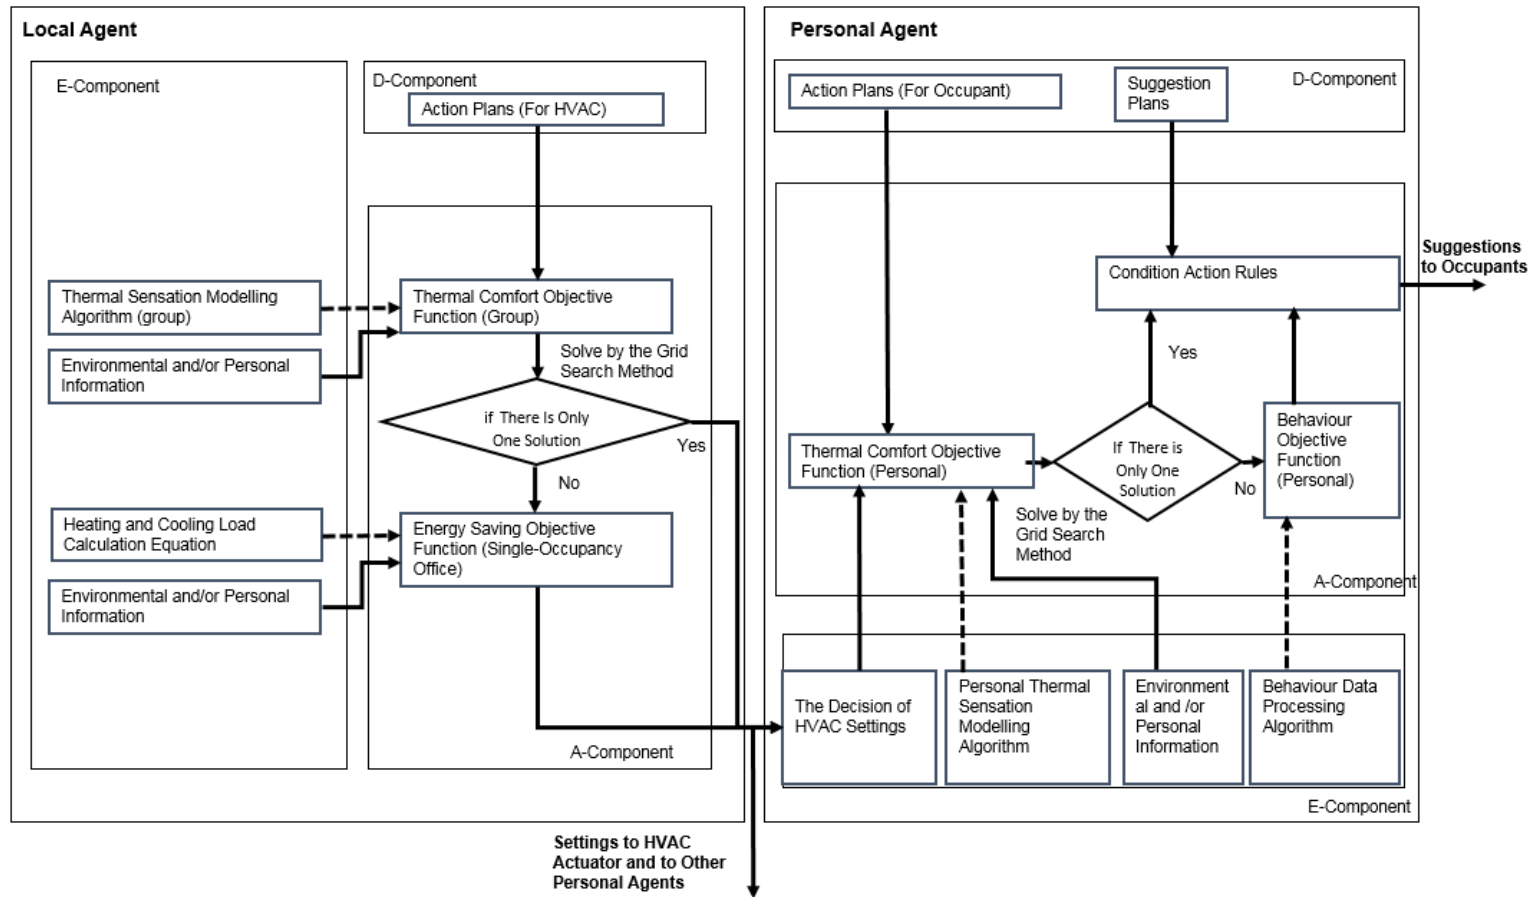 Local Agent
E-Component
D-Component
Action Plans (For HVAC)
Thermal Sensation Modelling
Algorithm (group)
Environmental and/or Personal
Information
Thermal Comfort Objective
Function (Group)
Solve by the Grid
Search Method
if There Is Only
One Solution
Yes
No
Heating and Cooling Load
Calculation Equation
Environmental and/or Personal
Information
Energy Saving Objective
Function (Single-Occupancy
Office)
A-Component
Settings to HVAC
Actuator and to Other
Personal Agents
Personal Agent
D-Component
Action Plans (For Occupant)
Suggestion
Plans
Condition Action Rules
Suggestions
to Occupants
Yes
Thermal Comfort Objective
Function (Personal)
If There is
Only One
Solution
No
Behaviour
Objective
Function
(Personal)
Solve by the
Grid Search
Method
A-Component
The Decision of
HVAC Settings
Personal Thermal
Sensation
Modelling
Algorithm
Environment
al and /or
Personal
Information
Behaviour Data
Processing
Algorithm
E-Component